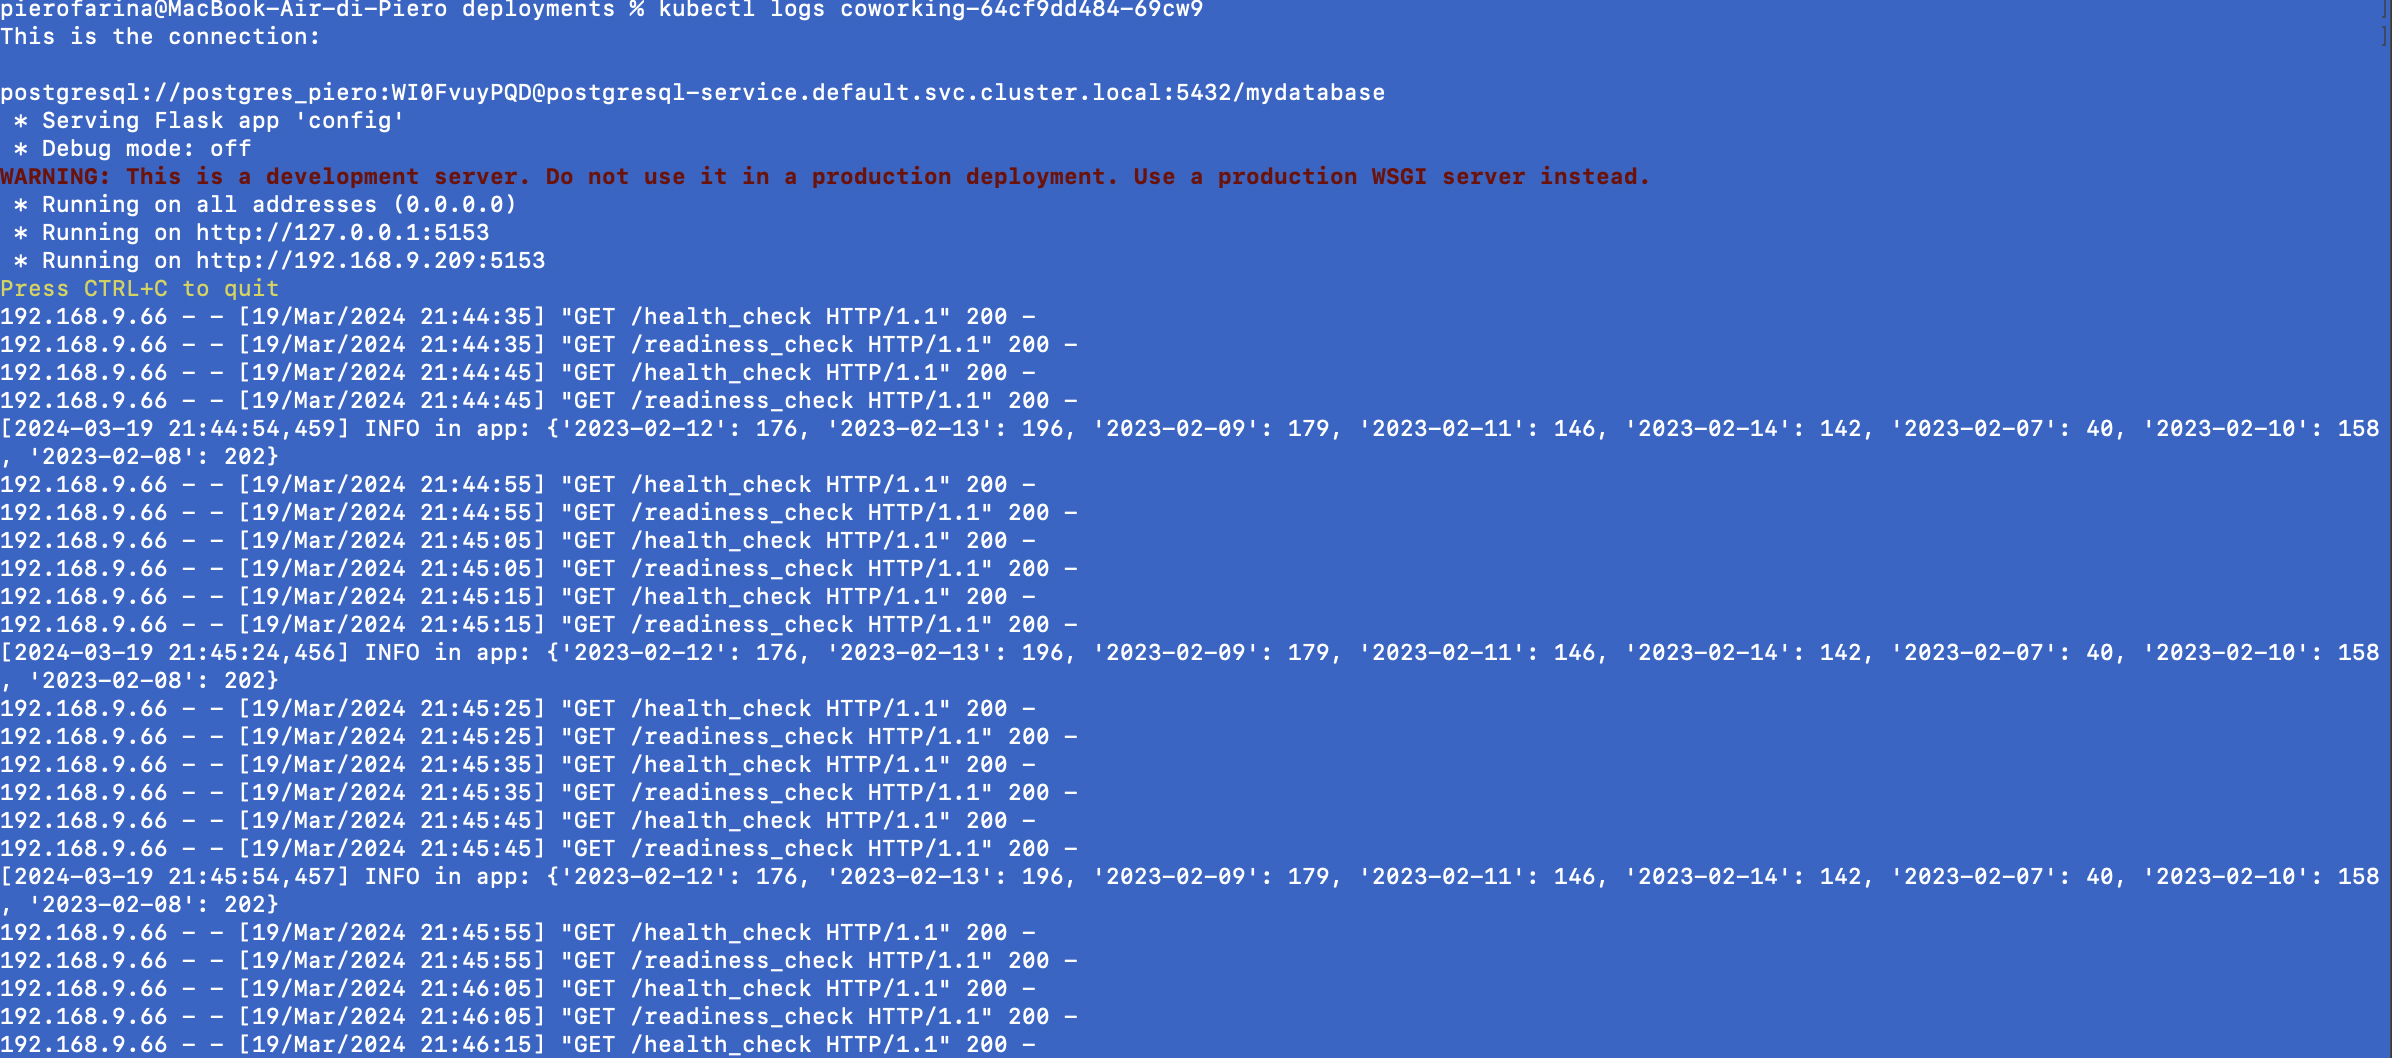 pierofarina@MacBook-Air-di-Piero deployments % kubectl logs coworking-64cf9dd484-69cw9 ]
This is the connection: ]
postgresql://postgres_piero:WI0FvuyPQD@postgresql-service.default.svc.cluster.local:5432/mydatabase
 * Serving Flask app 'config'
 * Debug mode: off
WARNING: This is a development server. Do not use it in a production deployment. Use a production WSGI server instead.
 * Running on all addresses (0.0.0.0)
 * Running on http://127.0.0.1:5153
 * Running on http://192.168.9.209:5153
Press CTRL+C to quit
192.168.9.66 - - [19/Mar/2024 21:44:35] "GET /health_check HTTP/1.1" 200 -
192.168.9.66 - - [19/Mar/2024 21:44:35] "GET /readiness_check HTTP/1.1" 200 -
192.168.9.66 - - [19/Mar/2024 21:44:45] "GET /health_check HTTP/1.1" 200 -
192.168.9.66 - - [19/Mar/2024 21:44:45] "GET /readiness_check HTTP/1.1" 200 -
[2024-03-19 21:44:54,459] INFO in app: {'2023-02-12': 176, '2023-02-13': 196, '2023-02-09': 179, '2023-02-11': 146, '2023-02-14': 142, '2023-02-07': 40, '2023-02-10': 158
, '2023-02-08': 202}
192.168.9.66 - - [19/Mar/2024 21:44:55] "GET /health_check HTTP/1.1" 200 -
192.168.9.66 - - [19/Mar/2024 21:44:55] "GET /readiness_check HTTP/1.1" 200 -
192.168.9.66 - - [19/Mar/2024 21:45:05] "GET /health_check HTTP/1.1" 200 -
192.168.9.66 - - [19/Mar/2024 21:45:05] "GET /readiness_check HTTP/1.1" 200 -
192.168.9.66 - - [19/Mar/2024 21:45:15] "GET /health_check HTTP/1.1" 200 -
192.168.9.66 - - [19/Mar/2024 21:45:15] "GET /readiness_check HTTP/1.1" 200 -
[2024-03-19 21:45:24,456] INFO in app: {'2023-02-12': 176, '2023-02-13': 196, '2023-02-09': 179, '2023-02-11': 146, '2023-02-14': 142, '2023-02-07': 40, '2023-02-10': 158
, '2023-02-08': 202}
192.168.9.66 - - [19/Mar/2024 21:45:25] "GET /health_check HTTP/1.1" 200 -
192.168.9.66 - - [19/Mar/2024 21:45:25] "GET /readiness_check HTTP/1.1" 200 -
192.168.9.66 - - [19/Mar/2024 21:45:35] "GET /health_check HTTP/1.1" 200 -
192.168.9.66 - - [19/Mar/2024 21:45:35] "GET /readiness_check HTTP/1.1" 200 -
192.168.9.66 - - [19/Mar/2024 21:45:45] "GET /health_check HTTP/1.1" 200 -
192.168.9.66 - - [19/Mar/2024 21:45:45] "GET /readiness_check HTTP/1.1" 200 -
[2024-03-19 21:45:54,457] INFO in app: {'2023-02-12': 176, '2023-02-13': 196, '2023-02-09': 179, '2023-02-11': 146, '2023-02-14': 142, '2023-02-07': 40, '2023-02-10': 158
, '2023-02-08': 202}
192.168.9.66 - - [19/Mar/2024 21:45:55] "GET /health_check HTTP/1.1" 200 -
192.168.9.66 - - [19/Mar/2024 21:45:55] "GET /readiness_check HTTP/1.1" 200 -
192.168.9.66 - - [19/Mar/2024 21:46:05] "GET /health_check HTTP/1.1" 200 -
192.168.9.66 - - [19/Mar/2024 21:46:05] "GET /readiness_check HTTP/1.1" 200 -
192.168.9.66 - - [19/Mar/2024 21:46:15] "GET /health_check HTTP/1.1" 200 -